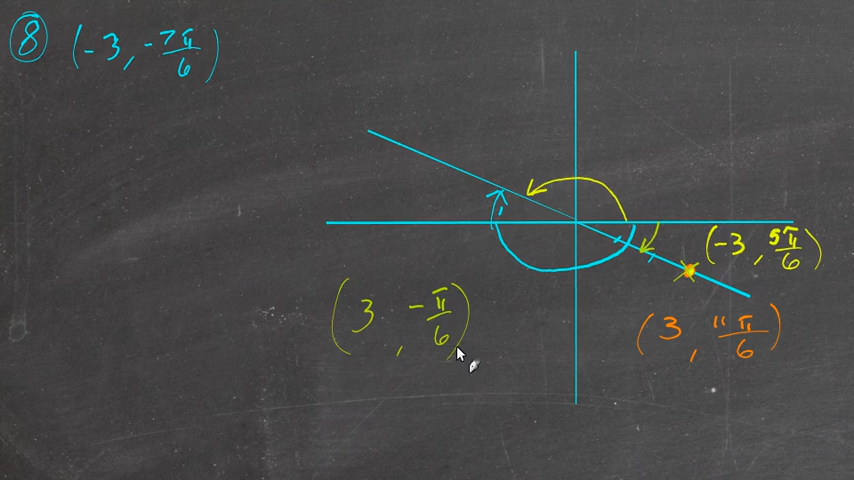 ⑧ (-3, -7π/6)
(-3, 5π/6)
(3, -π/6)
(3, 11π/6)